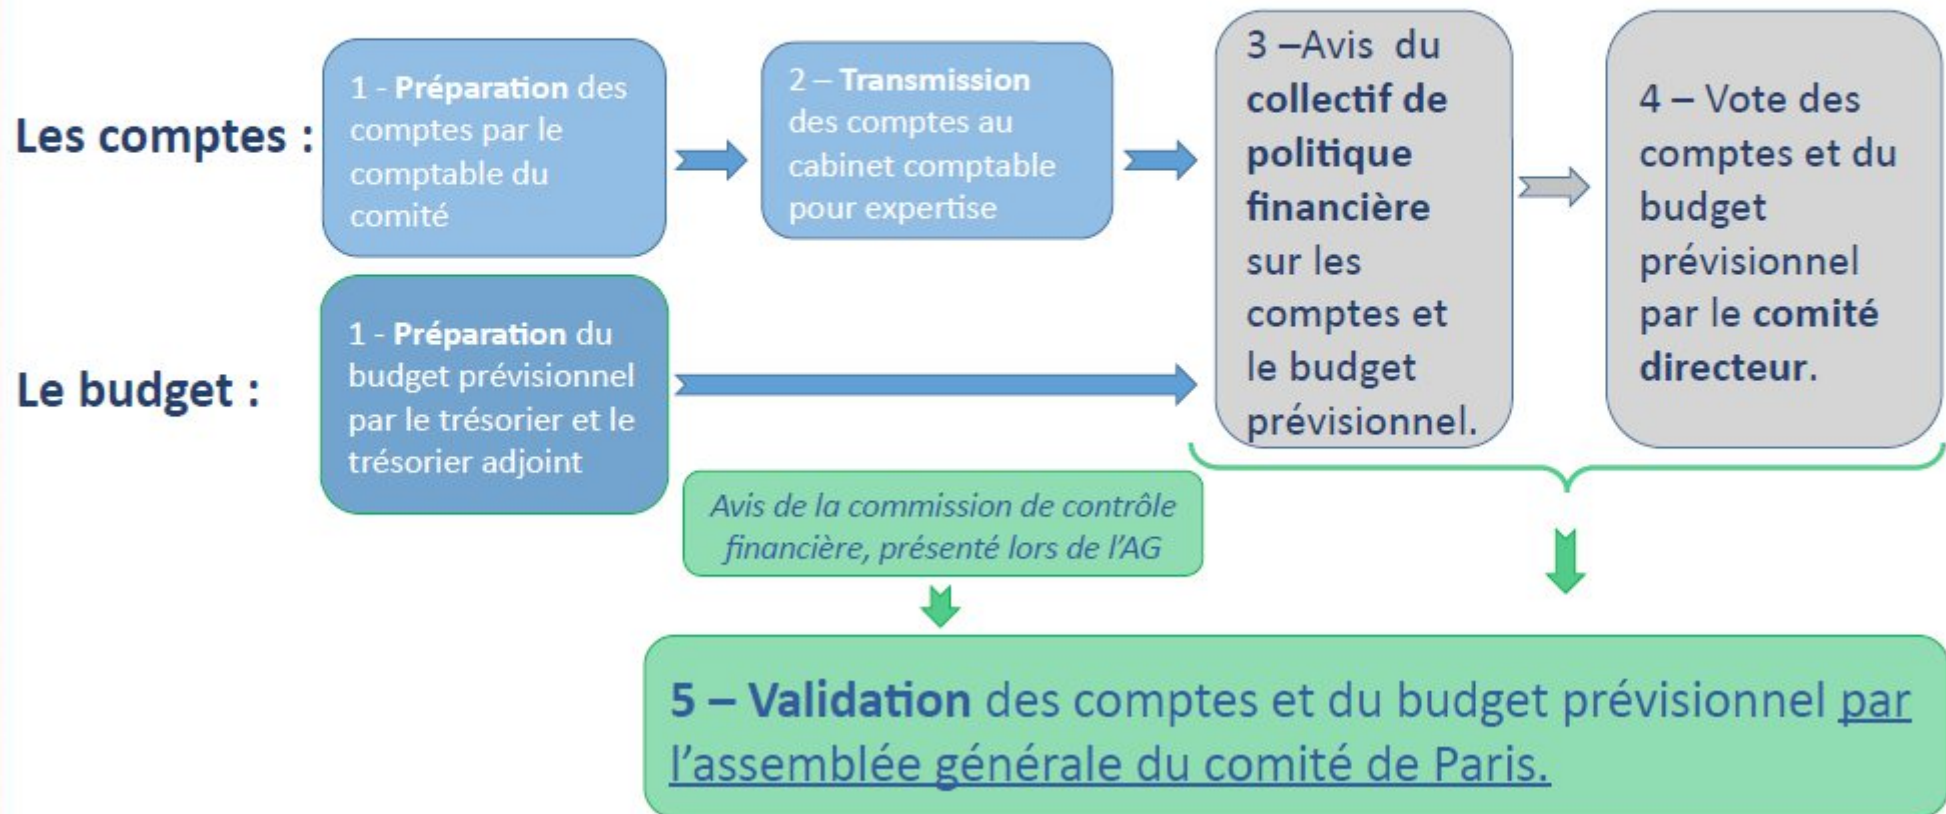 Les comptes :
1 - Préparation des
comptes par le
comptable du
comité
2 – Transmission
des comptes au
cabinet comptable
pour expertise
3 –Avis du
collectif de
politique
financière
sur les
comptes et
le budget
prévisionnel.
4 – Vote des
comptes et du
budget
prévisionnel
par le comité
directeur.
Le budget :
1 - Préparation du
budget prévisionnel
par le trésorier et le
trésorier adjoint
Avis de la commission de contrôle
financière, présenté lors de l’AG
5 – Validation des comptes et du budget prévisionnel par
l’assemblée générale du comité de Paris.